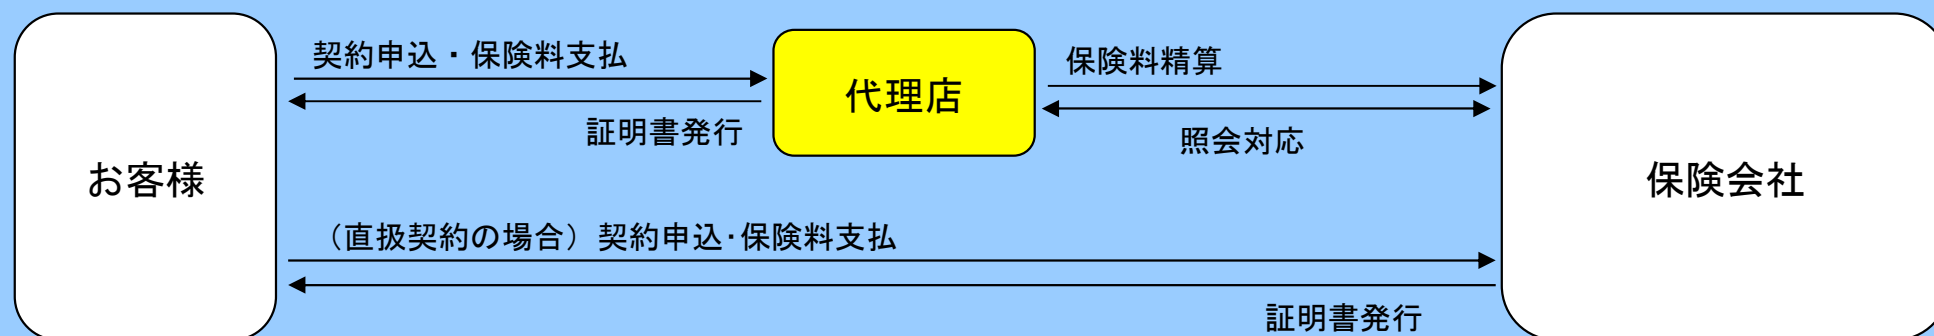 契約申込・保険料支払
代理店
保険料精算
証明書発行
照会対応
お客様
保険会社
（直扱契約の場合）契約申込･保険料支払
証明書発行